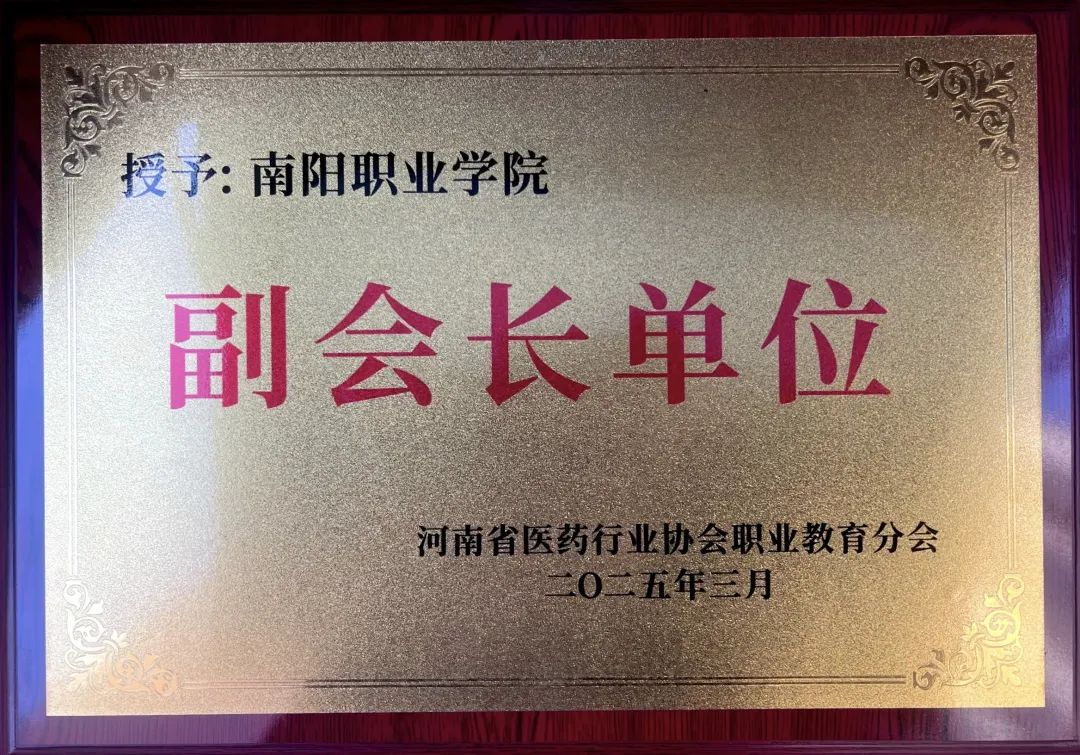 授予: 南阳职业学院
副会长单位
河南省医药行业协会职业教育分会
二〇二五年三月